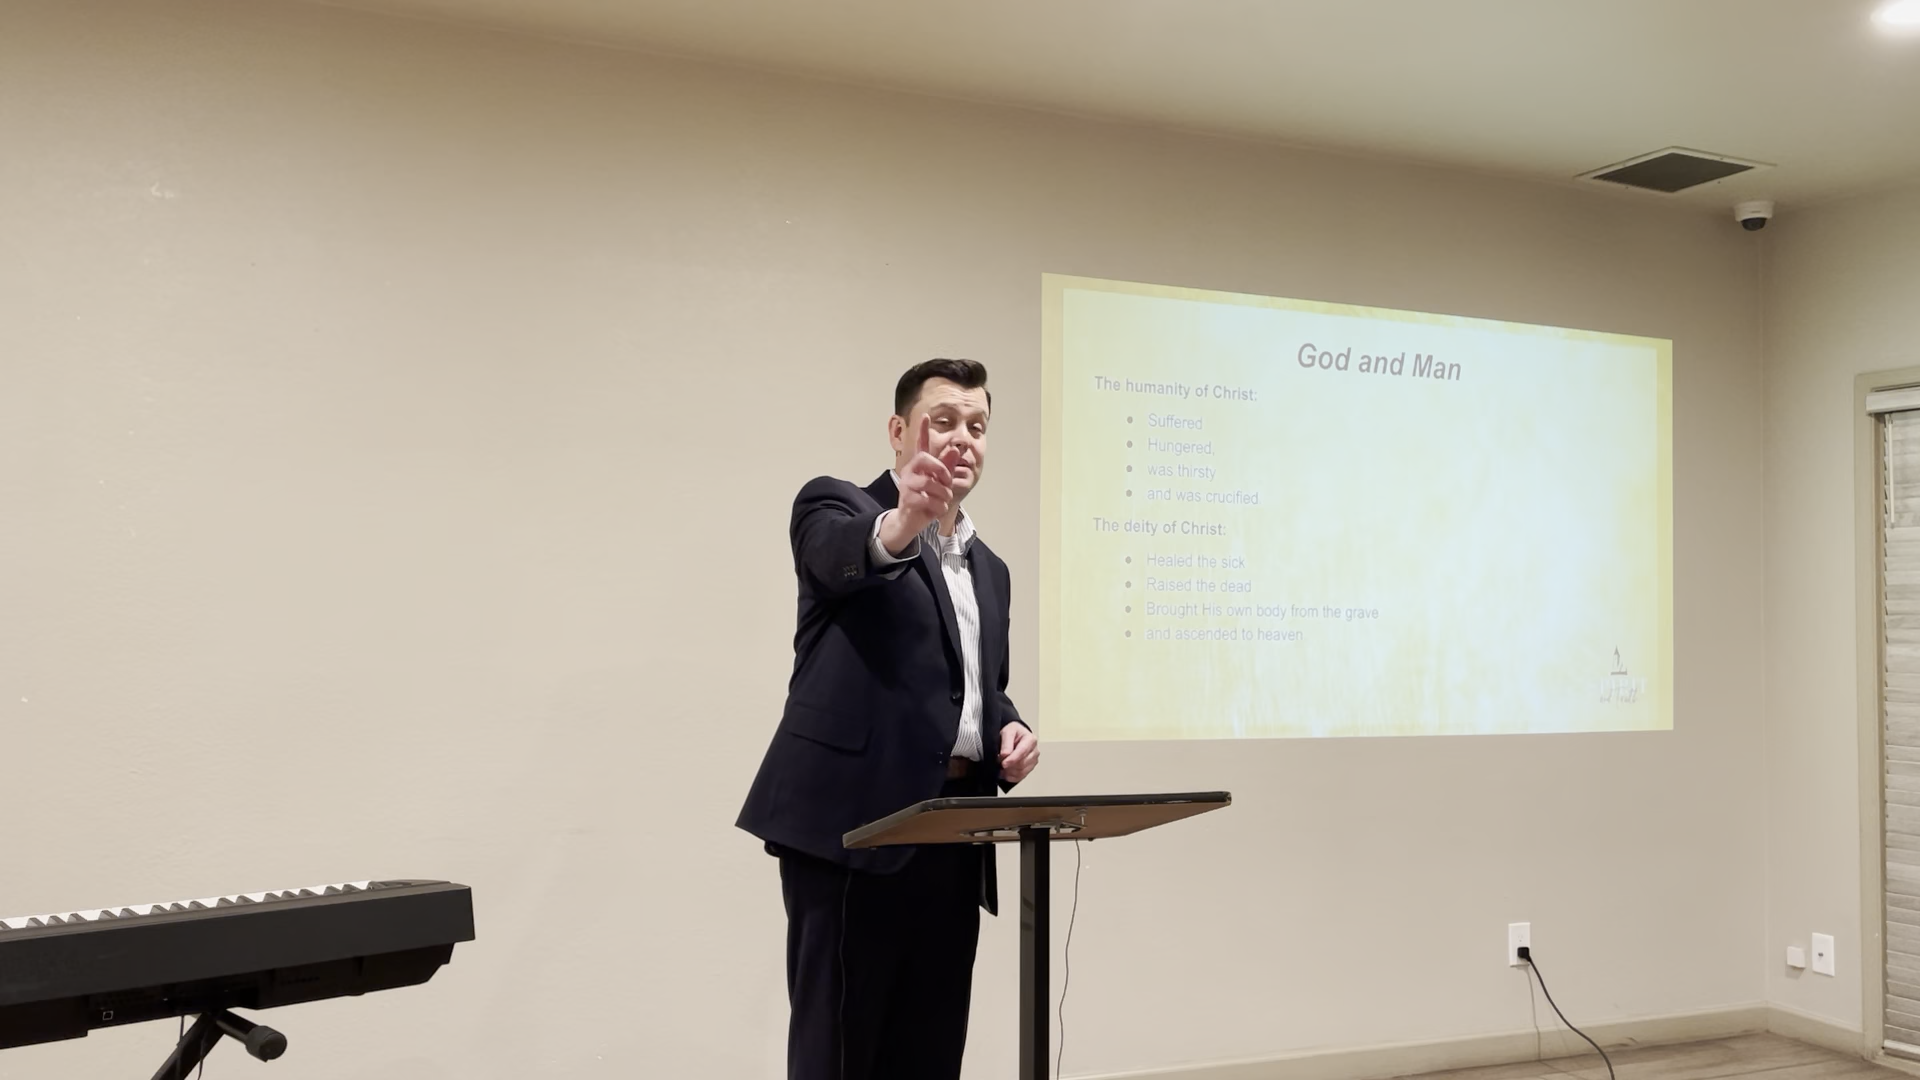 God and Man
The humanity of Christ:
● Suffered
● Hungered,
● was thirsty
● and was crucified.
The deity of Christ:
● Healed the sick
● Raised the dead
● Brought His own body from the grave
● and ascended to heaven.